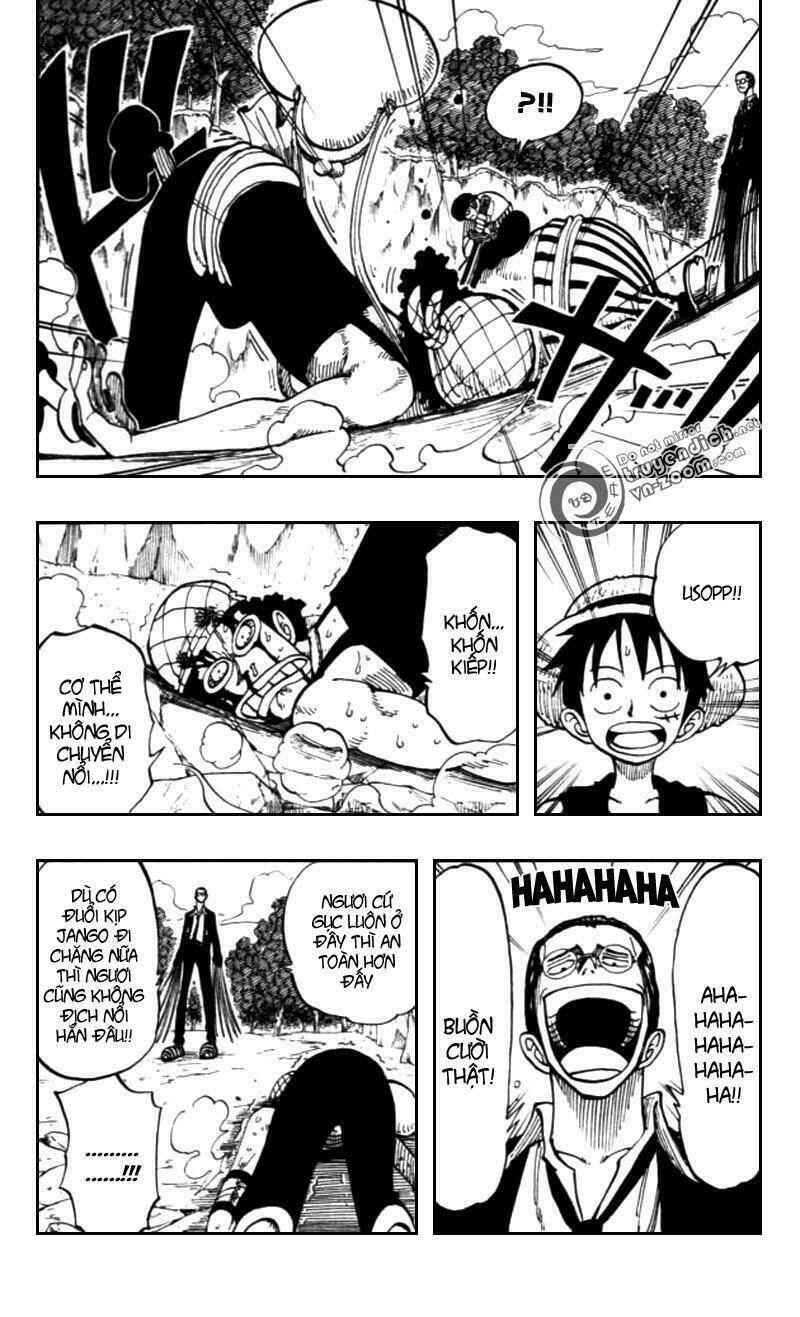 ?!!
Do not mirror
truyendich.net
vn-zoom.com
USOPP!!
KHỐN...
KHỐN
KIẾP!!
CƠ THỂ
MÌNH...
KHÔNG DI
CHUYỂN
NỔI...!!!
HAHAHAHA
AHA-
HAHA-
HAHA-
HAHA-
HA!!
BUỒN
CƯỜI
THẬT!
NGƯƠI CỨ
GỤC LUÔN Ở
ĐÂY THÌ AN
TOÀN HƠN
ĐẤY
DÙ CÓ
ĐUỔI KỊP
JANGO ĐI
CHĂNG NỮA
THÌ NGƯƠI
CŨNG KHÔNG
ĐỊCH NỔI
HẮN ĐÂU!!
..........
.........!!!